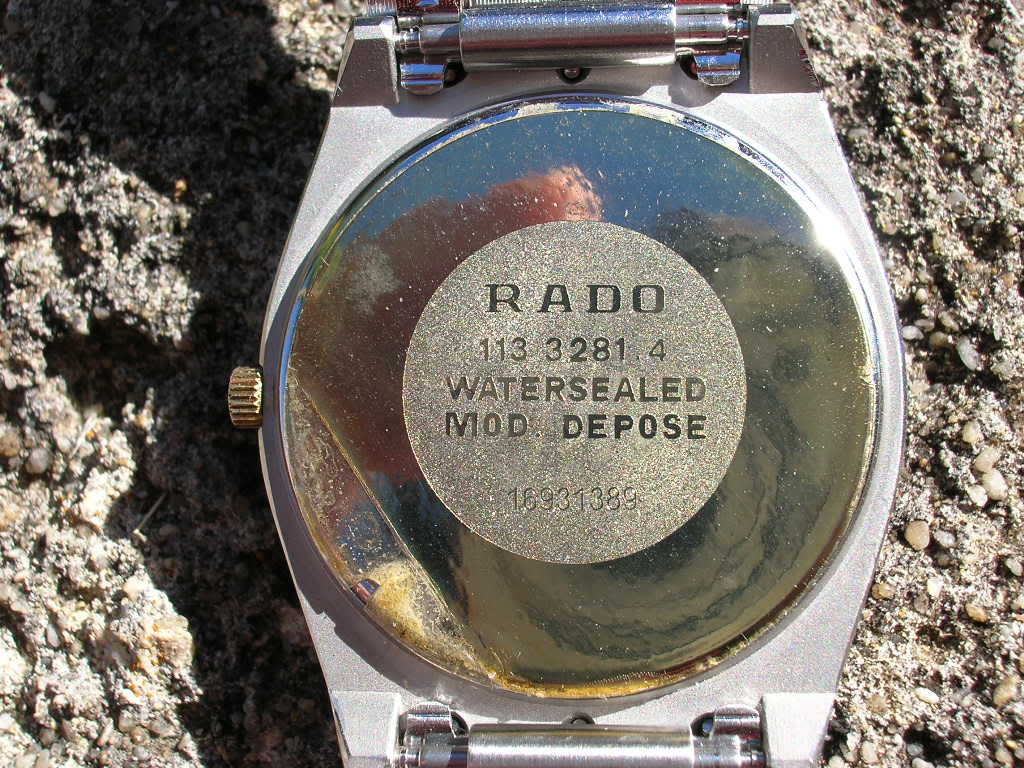 RADO
113 3281.4
WATERSEALED
MOD. DEPOSE
16931389